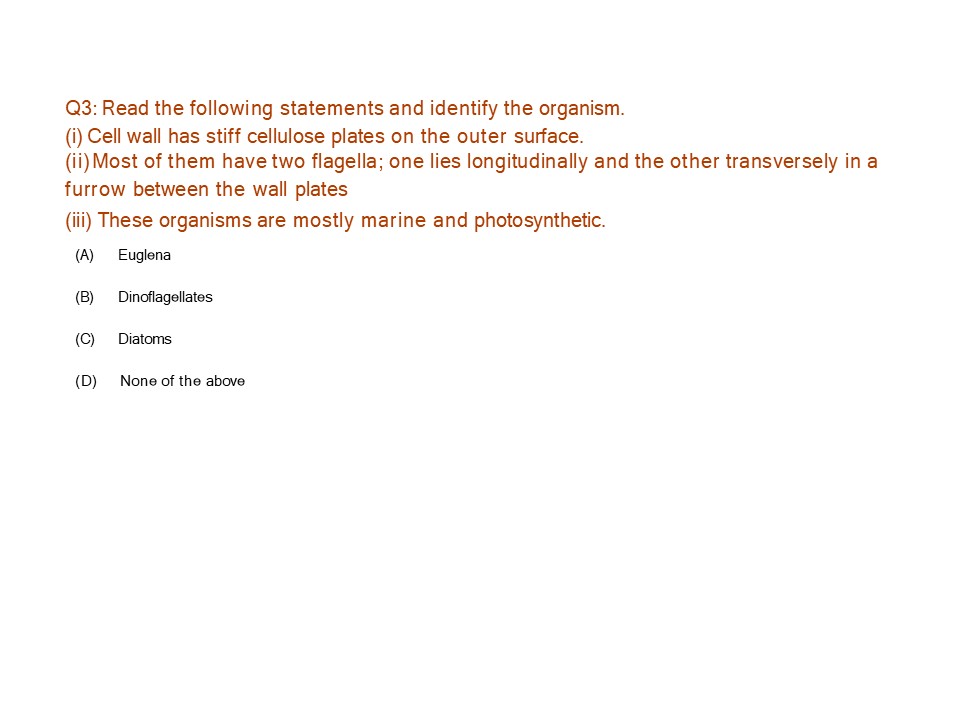 Q3: Read the following statements and identify the organism.
(i) Cell wall has stiff cellulose plates on the outer surface.
(ii) Most of them have two flagella; one lies longitudinally and the other transversely in a
furrow between the wall plates
(iii) These organisms are mostly marine and photosynthetic.
(A) Euglena
(B) Dinoflagellates
(C) Diatoms
(D) None of the above